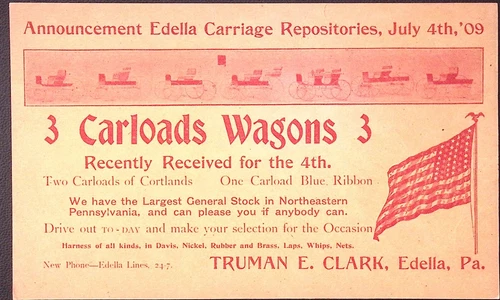 Announcement Edella Carriage Repositories, July 4th, '09
3 Carloads Wagons 3
Recently Received for the 4th.
Two Carloads of Cortlands One Carload Blue Ribbon
We have the Largest General Stock in Northeastern
Pennsylvania, and can please you if anybody can.
Drive out TO-DAY and make your selection for the Occasion
Harness of all kinds, in Davis, Nickel, Rubber and Brass. Laps, Whips, Nets.
New Phone—Edella Lines, 24-7. TRUMAN E. CLARK, Edella, Pa.